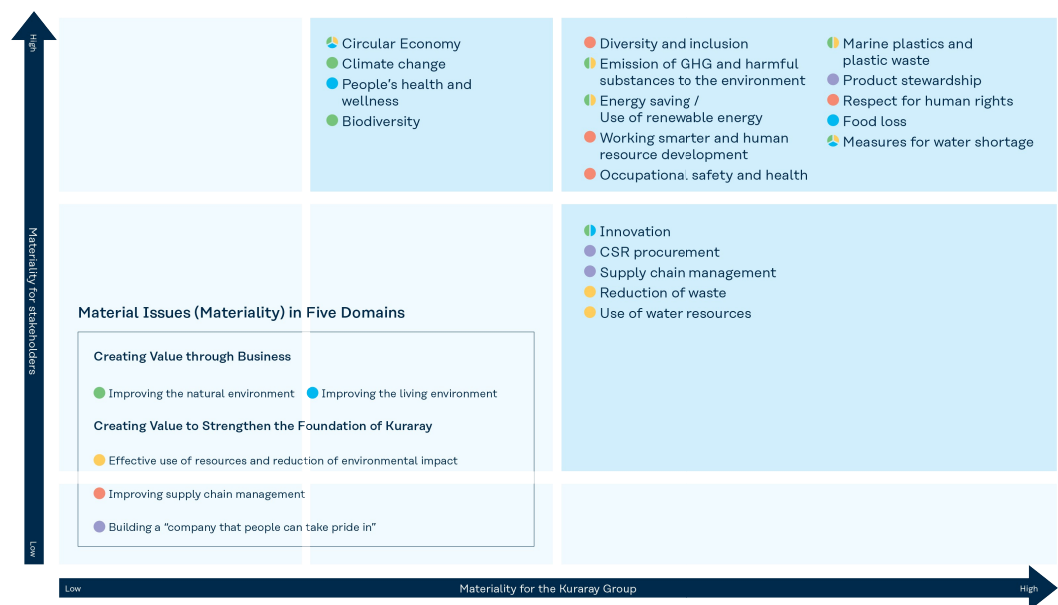 High
Materiality for stakeholders
Low
Circular Economy
Climate change
People's health and
wellness
Biodiversity
Diversity and inclusion
Emission of GHG and harmful
substances to the environment
Energy saving /
Use of renewable energy
Working smarter and human
resource development
Occupational safety and health
Marine plastics and
plastic waste
Product stewardship
Respect for human rights
Food loss
Measures for water shortage
Innovation
CSR procurement
Supply chain management
Reduction of waste
Use of water resources
Material Issues (Materiality) in Five Domains
Creating Value through Business
Improving the natural environment
Improving the living environment
Creating Value to Strengthen the Foundation of Kuraray
Effective use of resources and reduction of environmental impact
Improving supply chain management
Building a "company that people can take pride in"
Low
Materiality for the Kuraray Group
High